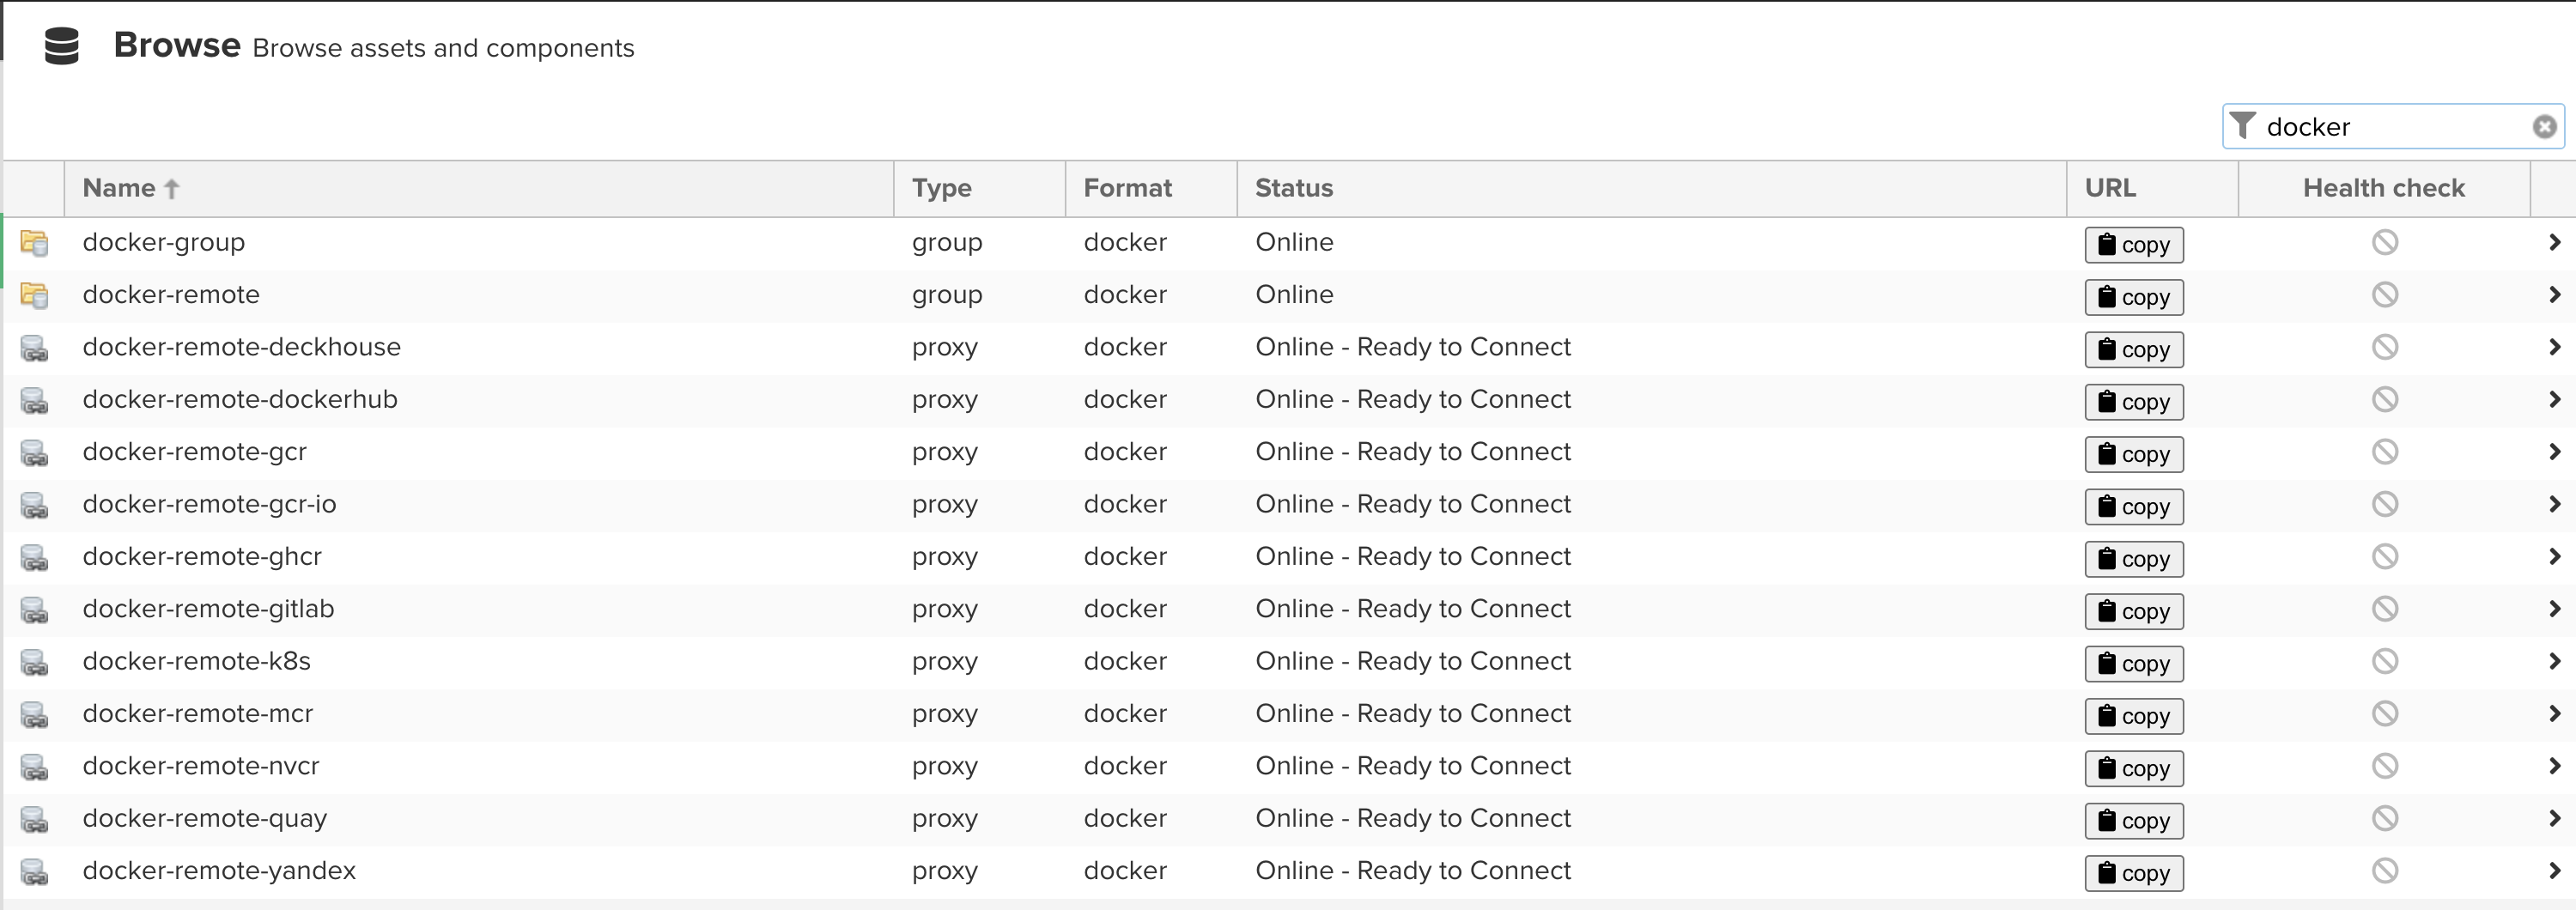 Browse Browse assets and components
docker
Name Type Format Status URL Health check
docker-group group docker Online copy
docker-remote group docker Online copy
docker-remote-deckhouse proxy docker Online - Ready to Connect copy
docker-remote-dockerhub proxy docker Online - Ready to Connect copy
docker-remote-gcr proxy docker Online - Ready to Connect copy
docker-remote-gcr-io proxy docker Online - Ready to Connect copy
docker-remote-ghcr proxy docker Online - Ready to Connect copy
docker-remote-gitlab proxy docker Online - Ready to Connect copy
docker-remote-k8s proxy docker Online - Ready to Connect copy
docker-remote-mcr proxy docker Online - Ready to Connect copy
docker-remote-nvcr proxy docker Online - Ready to Connect copy
docker-remote-quay proxy docker Online - Ready to Connect copy
docker-remote-yandex proxy docker Online - Ready to Connect copy